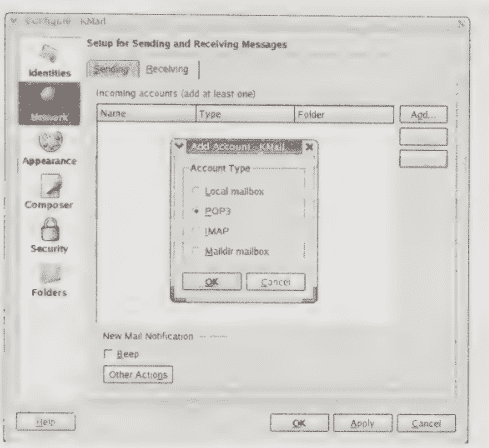 Configure - KMail
Setup for Sending and Receiving Messages
Identities
Network
Appearance
Composer
Security
Folders
Sending
Receiving
Incoming accounts (add at least one)
Name Type Folder
Add...
Add Account - KMail
Account Type
Local mailbox
POP3
IMAP
Maildir mailbox
OK Cancel
New Mail Notification
Beep
Other Actions
Help OK Apply Cancel